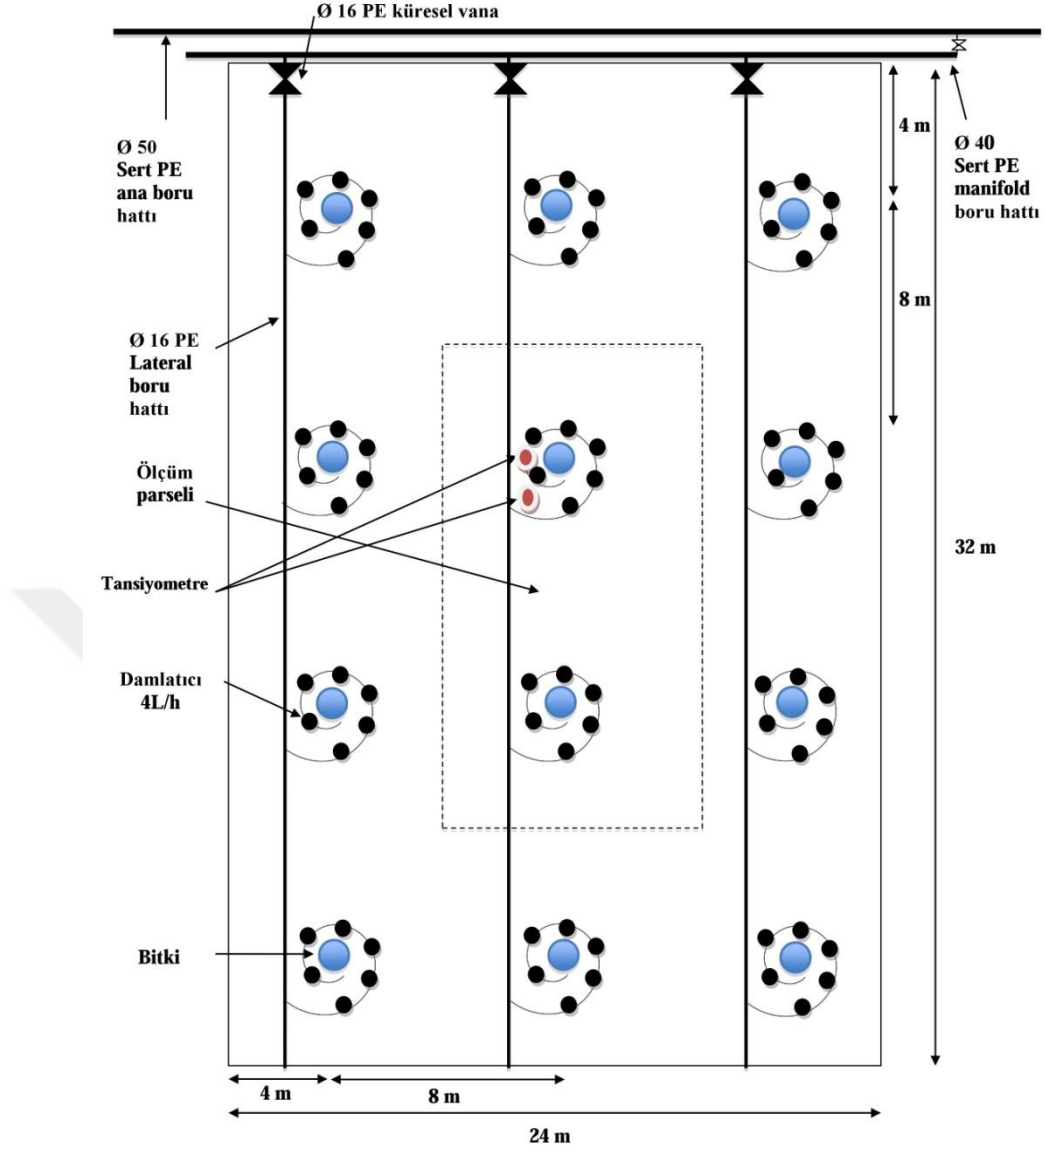 Ø 16 PE küresel vana
Ø 50
Sert PE
ana boru
hattı
4 m
Ø 40
Sert PE
manifold
boru hattı
8 m
Ø 16 PE
Lateral
boru
hattı
Ölçüm
parseli
32 m
Tansiyometre
Damlatıcı
4L/h
Bitki
4 m
8 m
24 m